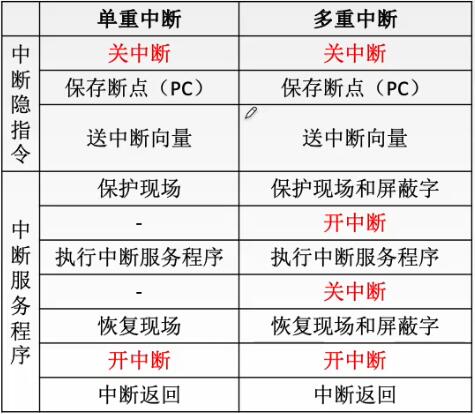 单重中断 多重中断
中断隐指令
关中断 关中断
保存断点（PC） 保存断点（PC）
送中断向量 送中断向量
中断服务程序
保护现场 保护现场和屏蔽字
- 开中断
执行中断服务程序 执行中断服务程序
- 关中断
恢复现场 恢复现场和屏蔽字
开中断 开中断
中断返回 中断返回